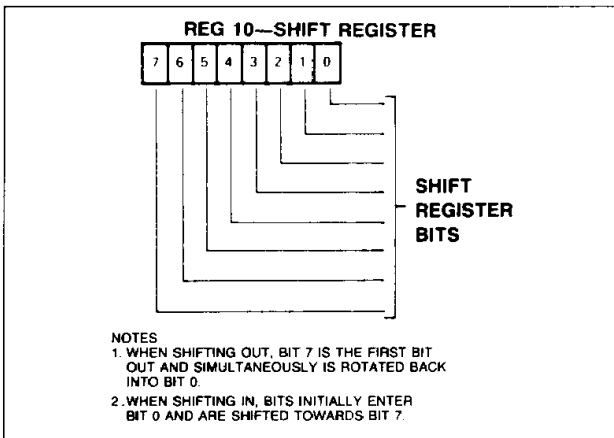 REG 10—SHIFT REGISTER
7 6 5 4 3 2 1 0
SHIFT
REGISTER
BITS
NOTES
1. WHEN SHIFTING OUT, BIT 7 IS THE FIRST BIT
OUT AND SIMULTANEOUSLY IS ROTATED BACK
INTO BIT 0.
2. WHEN SHIFTING IN, BITS INITIALLY ENTER
BIT 0 AND ARE SHIFTED TOWARDS BIT 7.